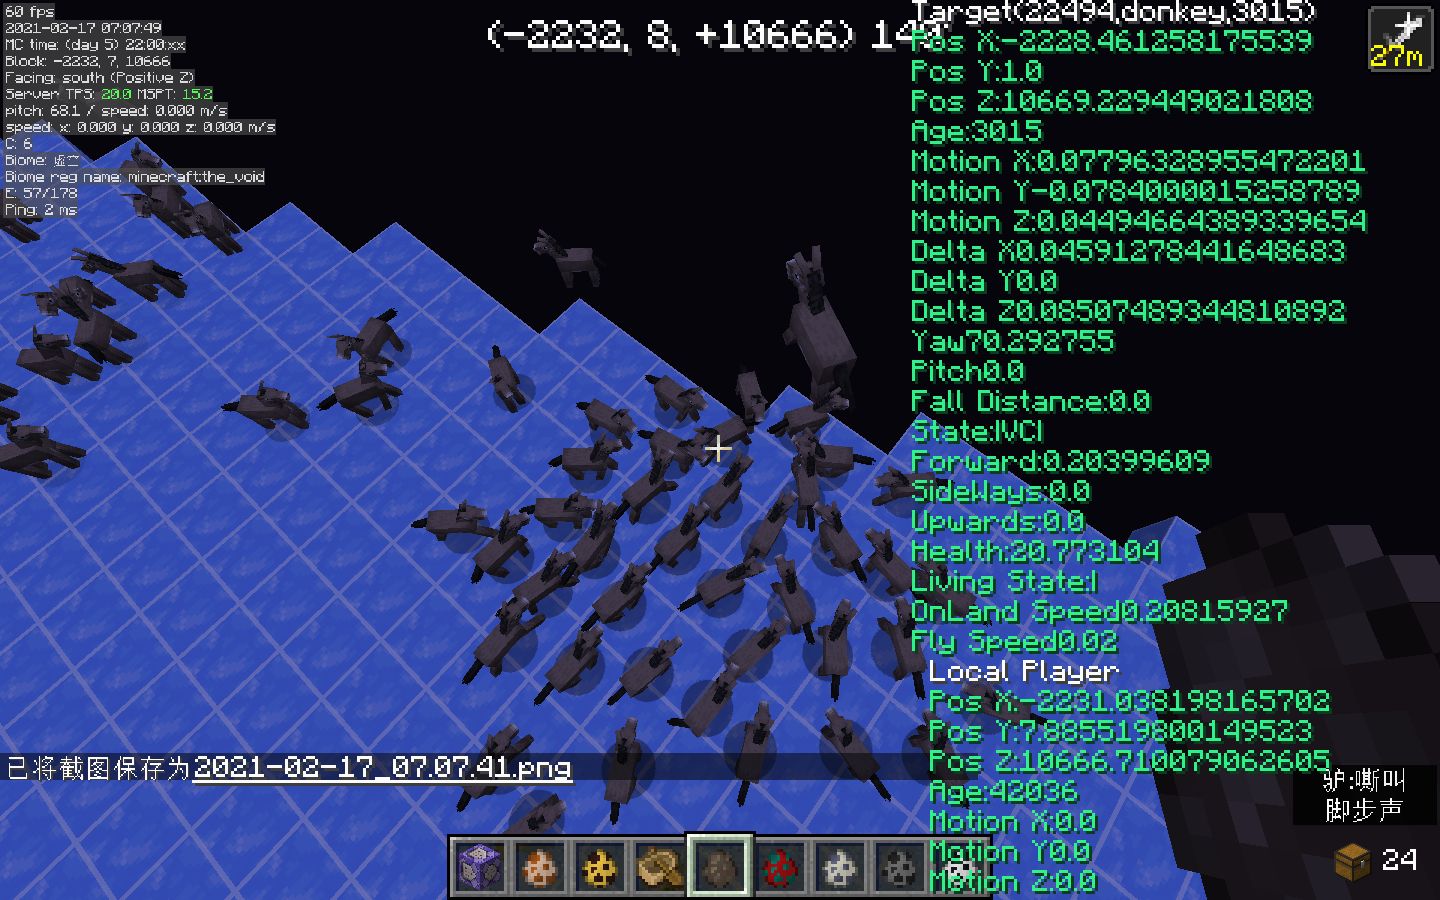 60 fps
2021-02-17 07:07:49
MC time: (day 5) 22:00:xx
Block: -2232, 7, 10666
Facing: south (Positive Z)
Server TPS: 20.0 MSPT: 15.2
pitch: 68.1 / speed: 0.000 m/s
speed: x: 0.000 y: 0.000 z: 0.000 m/s
C: 6
Biome: 虚空
Biome reg name: minecraft:the_void
E: 57/178
Ping: 2 ms
(-2232, 8, +10666)
27m
Target(22494,donkey,3015)
Pos X:-2228.461258175539
Pos Y:1.0
Pos Z:10669.229449021808
Age:3015
Motion X:0.07796328955472201
Motion Y-0.0784000015258789
Motion Z:0.044946644389339654
Delta X0.04591278441648683
Delta Y0.0
Delta Z0.08507489344810892
Yaw70.292755
Pitch0.0
Fall Distance:0.0
State:|VC|
Forward:0.20399609
SideWays:0.0
Upwards:0.0
Health:20.773104
Living State:|
OnLand Speed0.20815927
Fly Speed0.02
Local Player
Pos X:-2231.038198165702
Pos Y:7.885519800149523
Pos Z:10666.710079062605
Age:42036
Motion X:0.0
Motion Y0.0
Motion Z:0.0
已将截图保存为2021-02-17_07.07.41.png
驴:嘶叫
脚步声
24